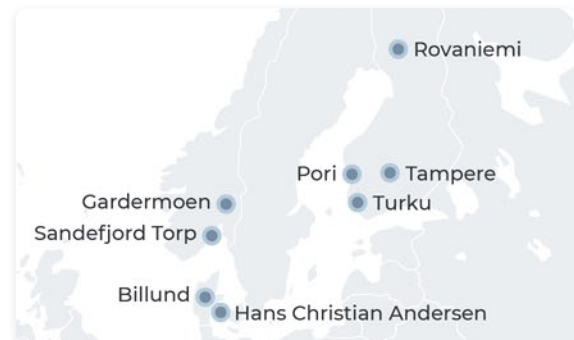 Rovaniemi
Pori
Tampere
Gardermoen
Turku
Sandefjord Torp
Billund
Hans Christian Andersen